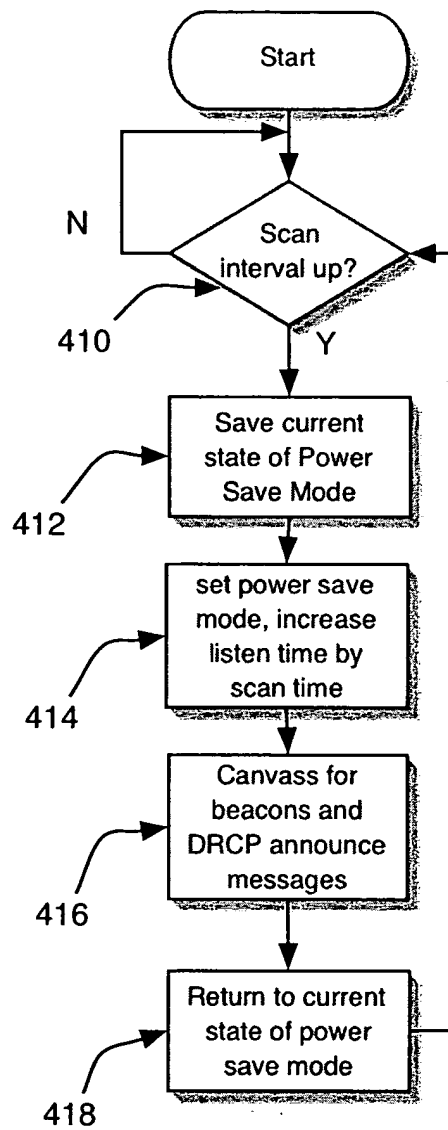 Start
N
Scan
interval up?
410
Y
Save current
state of Power
Save Mode
412
set power save
mode, increase
listen time by
scan time
414
Canvass for
beacons and
DRCP announce
messages
416
Return to current
state of power
save mode
418